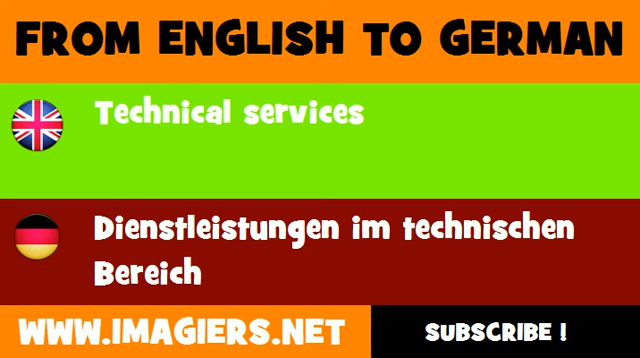 FROM ENGLISH TO GERMAN
Technical services
Dienstleistungen im technischen
Bereich
WWW.IMAGIERS.NET
SUBSCRIBE !